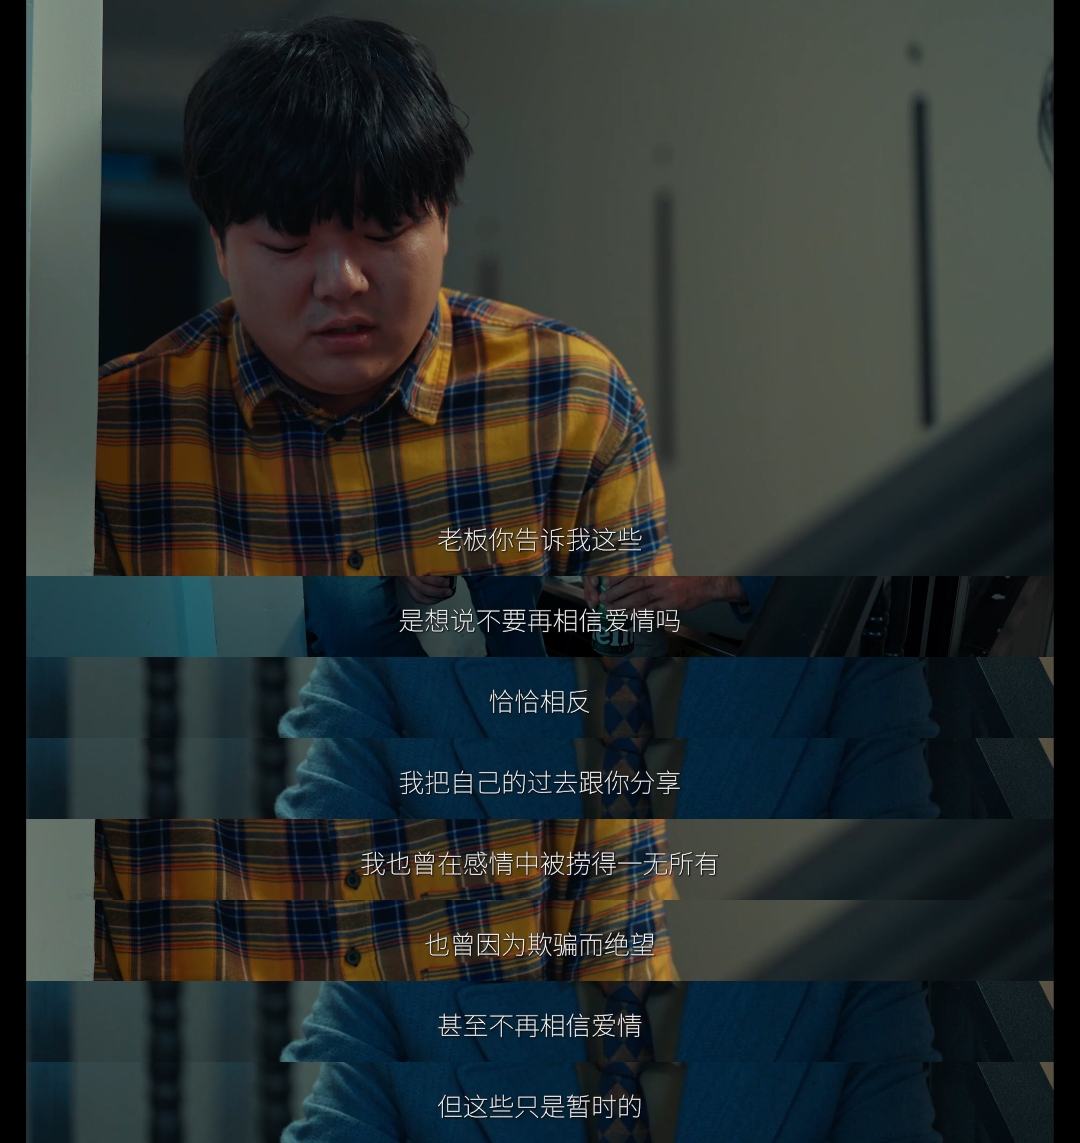 老板你告诉我这些
是想说不要再相信爱情吗
恰恰相反
我把自己的过去跟你分享
我也曾在感情中被捞得一无所有
也曾因为欺骗而绝望
甚至不再相信爱情
但这些只是暂时的